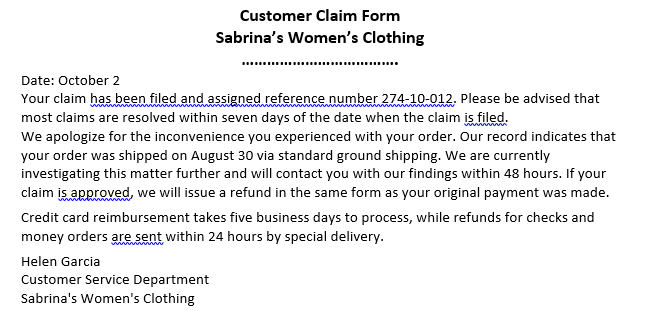 Customer Claim Form
Sabrina’s Women’s Clothing
......................................
Date: October 2
Your claim has been filed and assigned reference number 274-10-012. Please be advised that
most claims are resolved within seven days of the date when the claim is filed.
We apologize for the inconvenience you experienced with your order. Our record indicates that
your order was shipped on August 30 via standard ground shipping. We are currently
investigating this matter further and will contact you with our findings within 48 hours. If your
claim is approved, we will issue a refund in the same form as your original payment was made.
Credit card reimbursement takes five business days to process, while refunds for checks and
money orders are sent within 24 hours by special delivery.
Helen Garcia
Customer Service Department
Sabrina's Women's Clothing